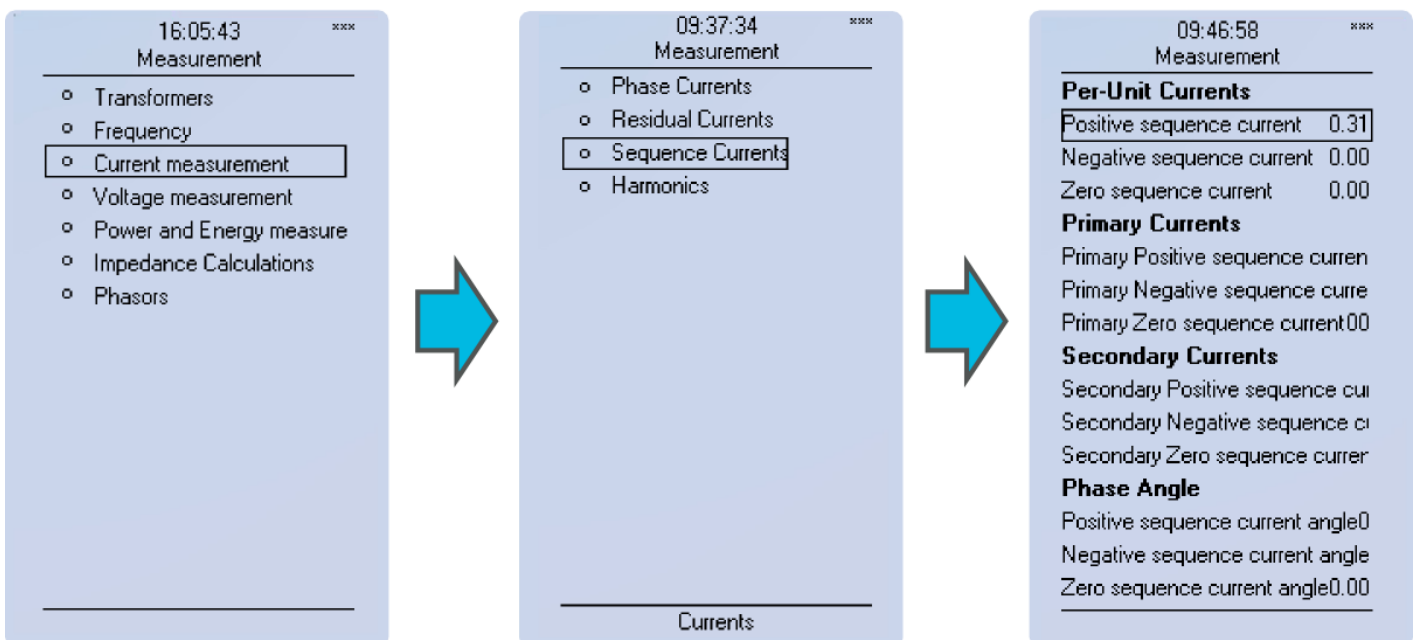 16:05:43 ***
Measurement
Transformers
Frequency
Current measurement
Voltage measurement
Power and Energy measure
Impedance Calculations
Phasors
09:37:34 ***
Measurement
Phase Currents
Residual Currents
Sequence Currents
Harmonics
Currents
09:46:58 ***
Measurement
Per-Unit Currents
Positive sequence current 0.31
Negative sequence current 0.00
Zero sequence current 0.00
Primary Currents
Primary Positive sequence curren
Primary Negative sequence curre
Primary Zero sequence current00
Secondary Currents
Secondary Positive sequence cur
Secondary Negative sequence c
Secondary Zero sequence currer
Phase Angle
Positive sequence current angle0
Negative sequence current angle
Zero sequence current angle0.00